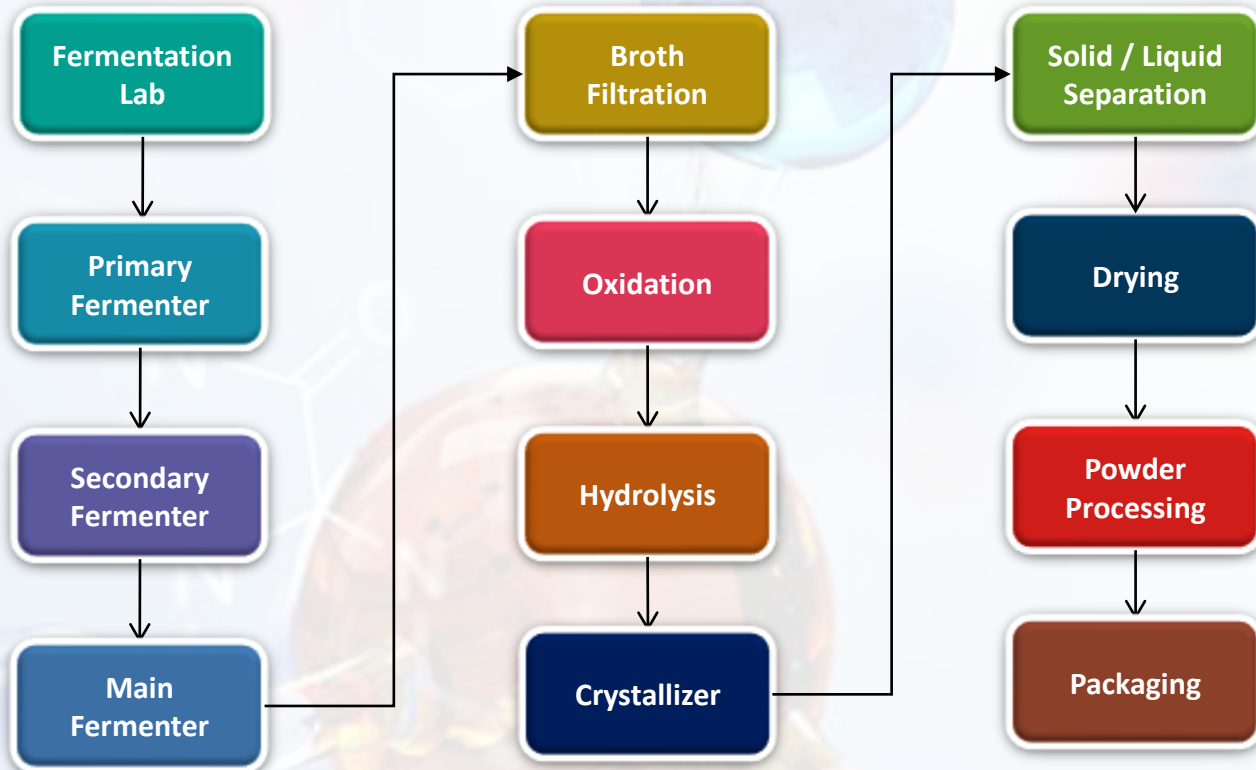 Fermentation
Lab
Primary
Fermenter
Secondary
Fermenter
Main
Fermenter
Broth
Filtration
Oxidation
Hydrolysis
Crystallizer
Solid / Liquid
Separation
Drying
Powder
Processing
Packaging
N
O
N
N